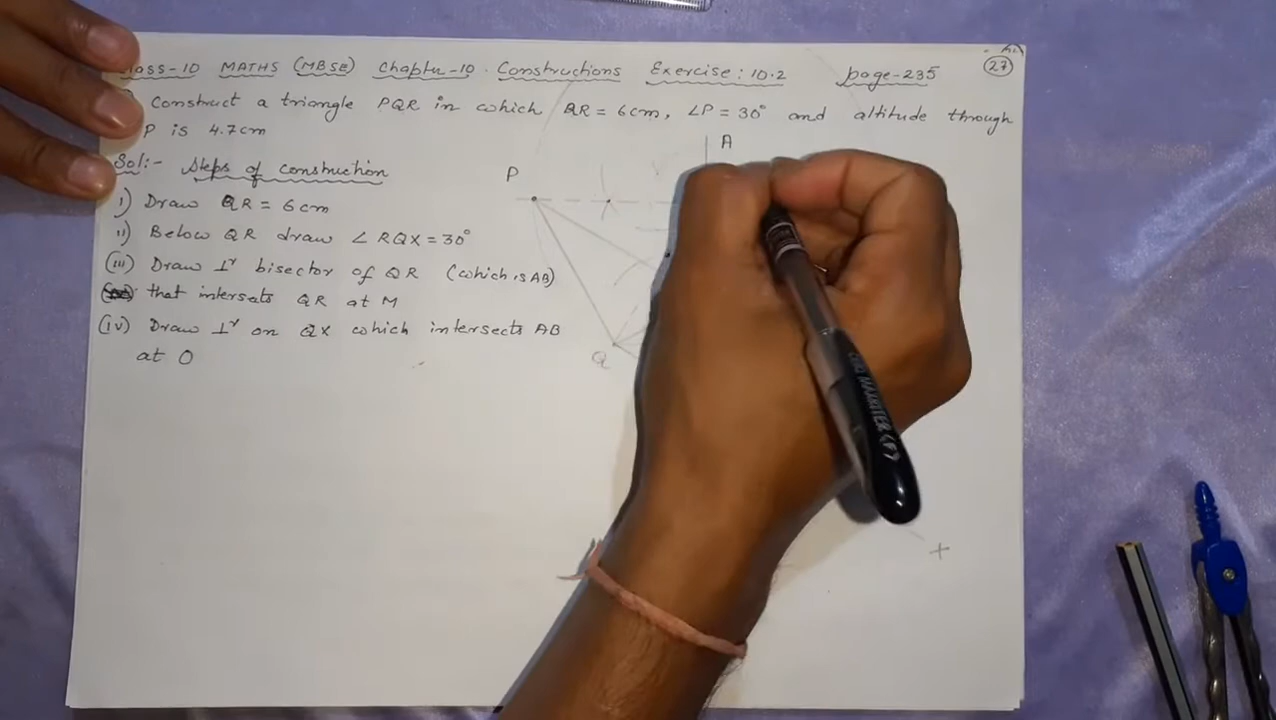 27
Class-10 MATHS (MBSE) Chapter-10. Constructions Exercise: 10.2 page-235
Construct a triangle PQR in which QR = 6cm, ∠P = 30° and altitude through
P is 4.7cm
Sol:- Steps of construction
i) Draw QR = 6cm
ii) Below QR draw ∠RQX = 30°
(iii) Draw ⊥r bisector of QR (which is AB)
that intersats QR at M
(iv) Draw ⊥r on QX which intersects AB
at O
A
P
Q